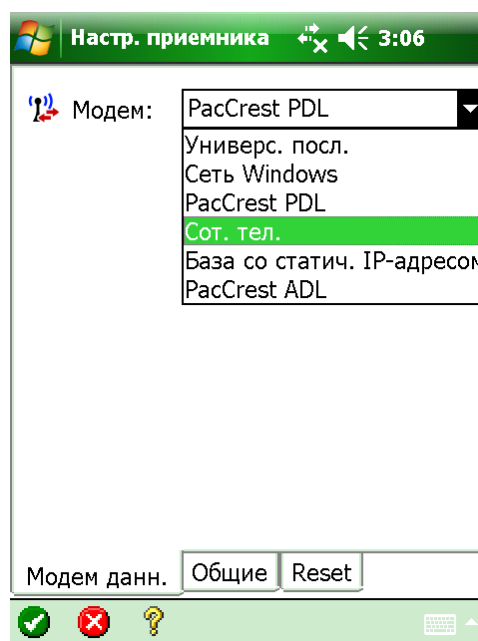 Настр. приемника 3:06
Модем: PacCrest PDL
Универс. посл.
Сеть Windows
PacCrest PDL
Сот. тел.
База со статич. IP-адресом
PacCrest ADL
Модем данн. Общие Reset